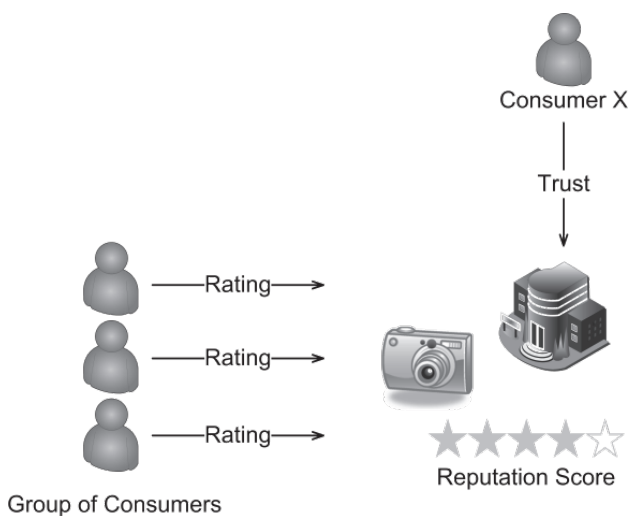 Consumer X
Trust
Rating
Rating
Rating
Reputation Score
Group of Consumers